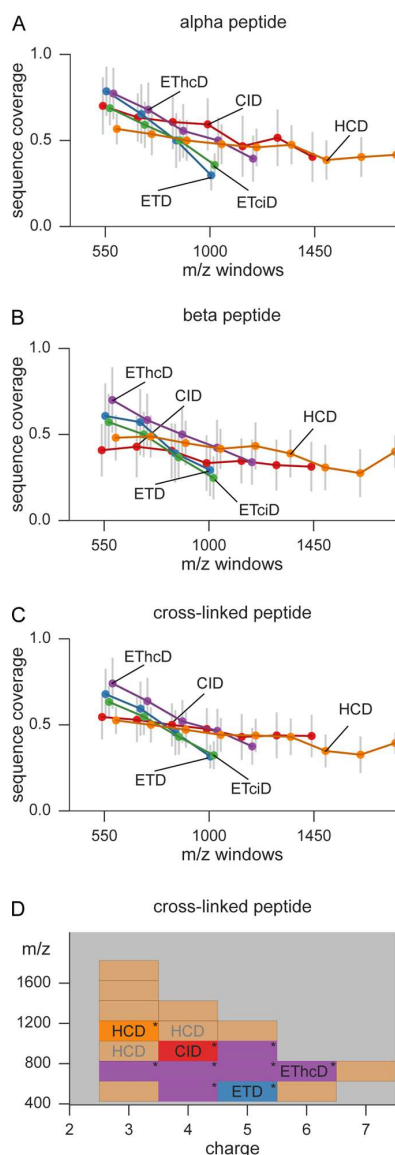 A
alpha peptide
sequence coverage
1.0
0.5
0.0
EThcD
CID
HCD
ETD
ETciD
550
1000
1450
m/z windows
B
beta peptide
sequence coverage
1.0
0.5
0.0
EThcD
CID
HCD
ETD
ETciD
550
1000
1450
m/z windows
C
cross-linked peptide
sequence coverage
1.0
0.5
0.0
EThcD
CID
HCD
ETD
ETciD
550
1000
1450
m/z windows
D
cross-linked peptide
m/z
1600
1200
800
400
HCD * HCD
HCD CID * *
* * * EThcD *
* ETD *
2 3 4 5 6 7
charge